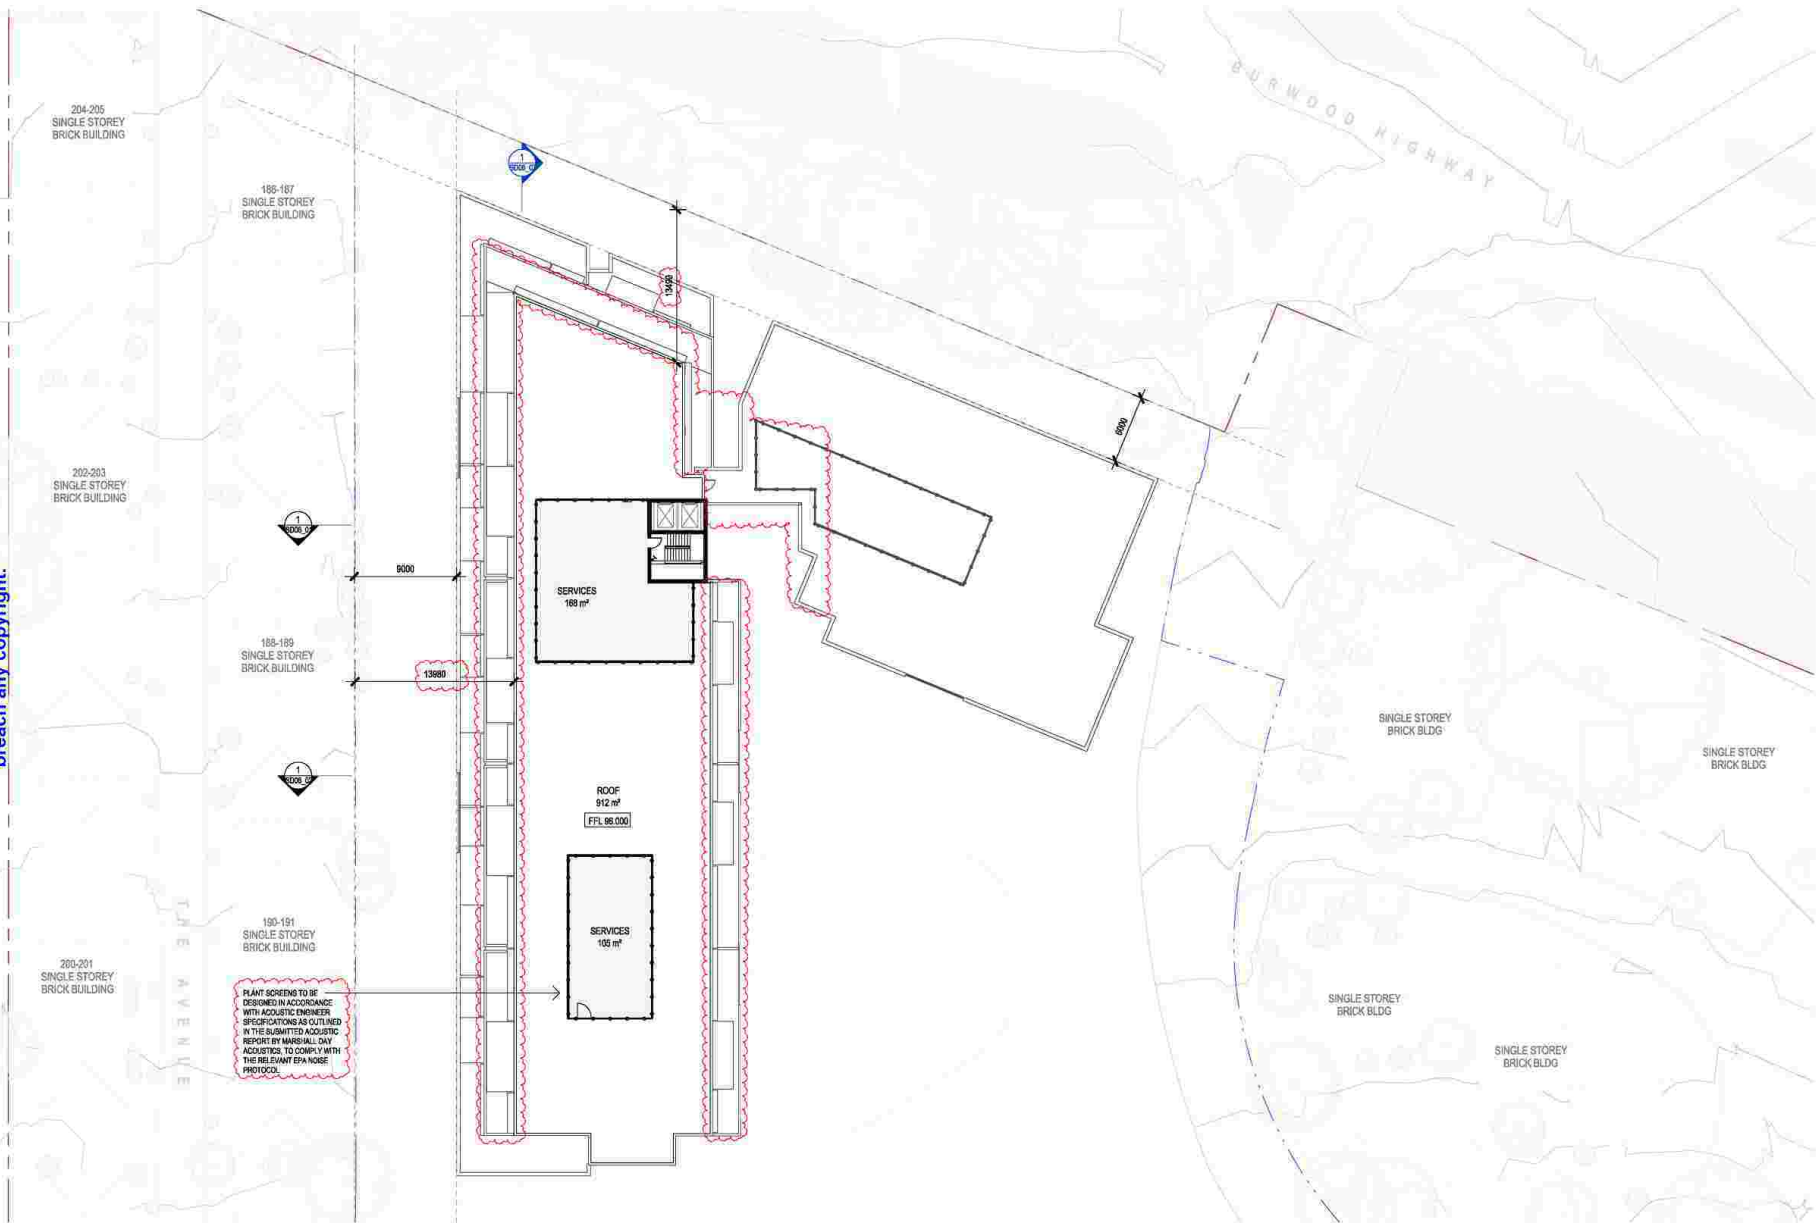 BURWOOD HIGHWAY
204-205
SINGLE STOREY
BRICK BUILDING
186-187
SINGLE STOREY
BRICK BUILDING
1
13490
6000
202-203
SINGLE STOREY
BRICK BUILDING
1
9000
SERVICES
168 m²
188-189
SINGLE STOREY
BRICK BUILDING
13980
breach any copyright.
SINGLE STOREY
BRICK BLDG
SINGLE STOREY
BRICK BLDG
1
ROOF
912 m²
FFL 98.000
THE AVENUE
190-191
SINGLE STOREY
BRICK BUILDING
SERVICES
105 m²
200-201
SINGLE STOREY
BRICK BUILDING
PLANT SCREENS TO BE
DESIGNED IN ACCORDANCE
WITH ACOUSTIC ENGINEER
SPECIFICATIONS AS OUTLINED
IN THE SUBMITTED ACOUSTIC
REPORT BY MARSHALL DAY
ACOUSTICS, TO COMPLY WITH
THE RELEVANT EPA NOISE
PROTOCOL
SINGLE STOREY
BRICK BLDG
SINGLE STOREY
BRICK BLDG